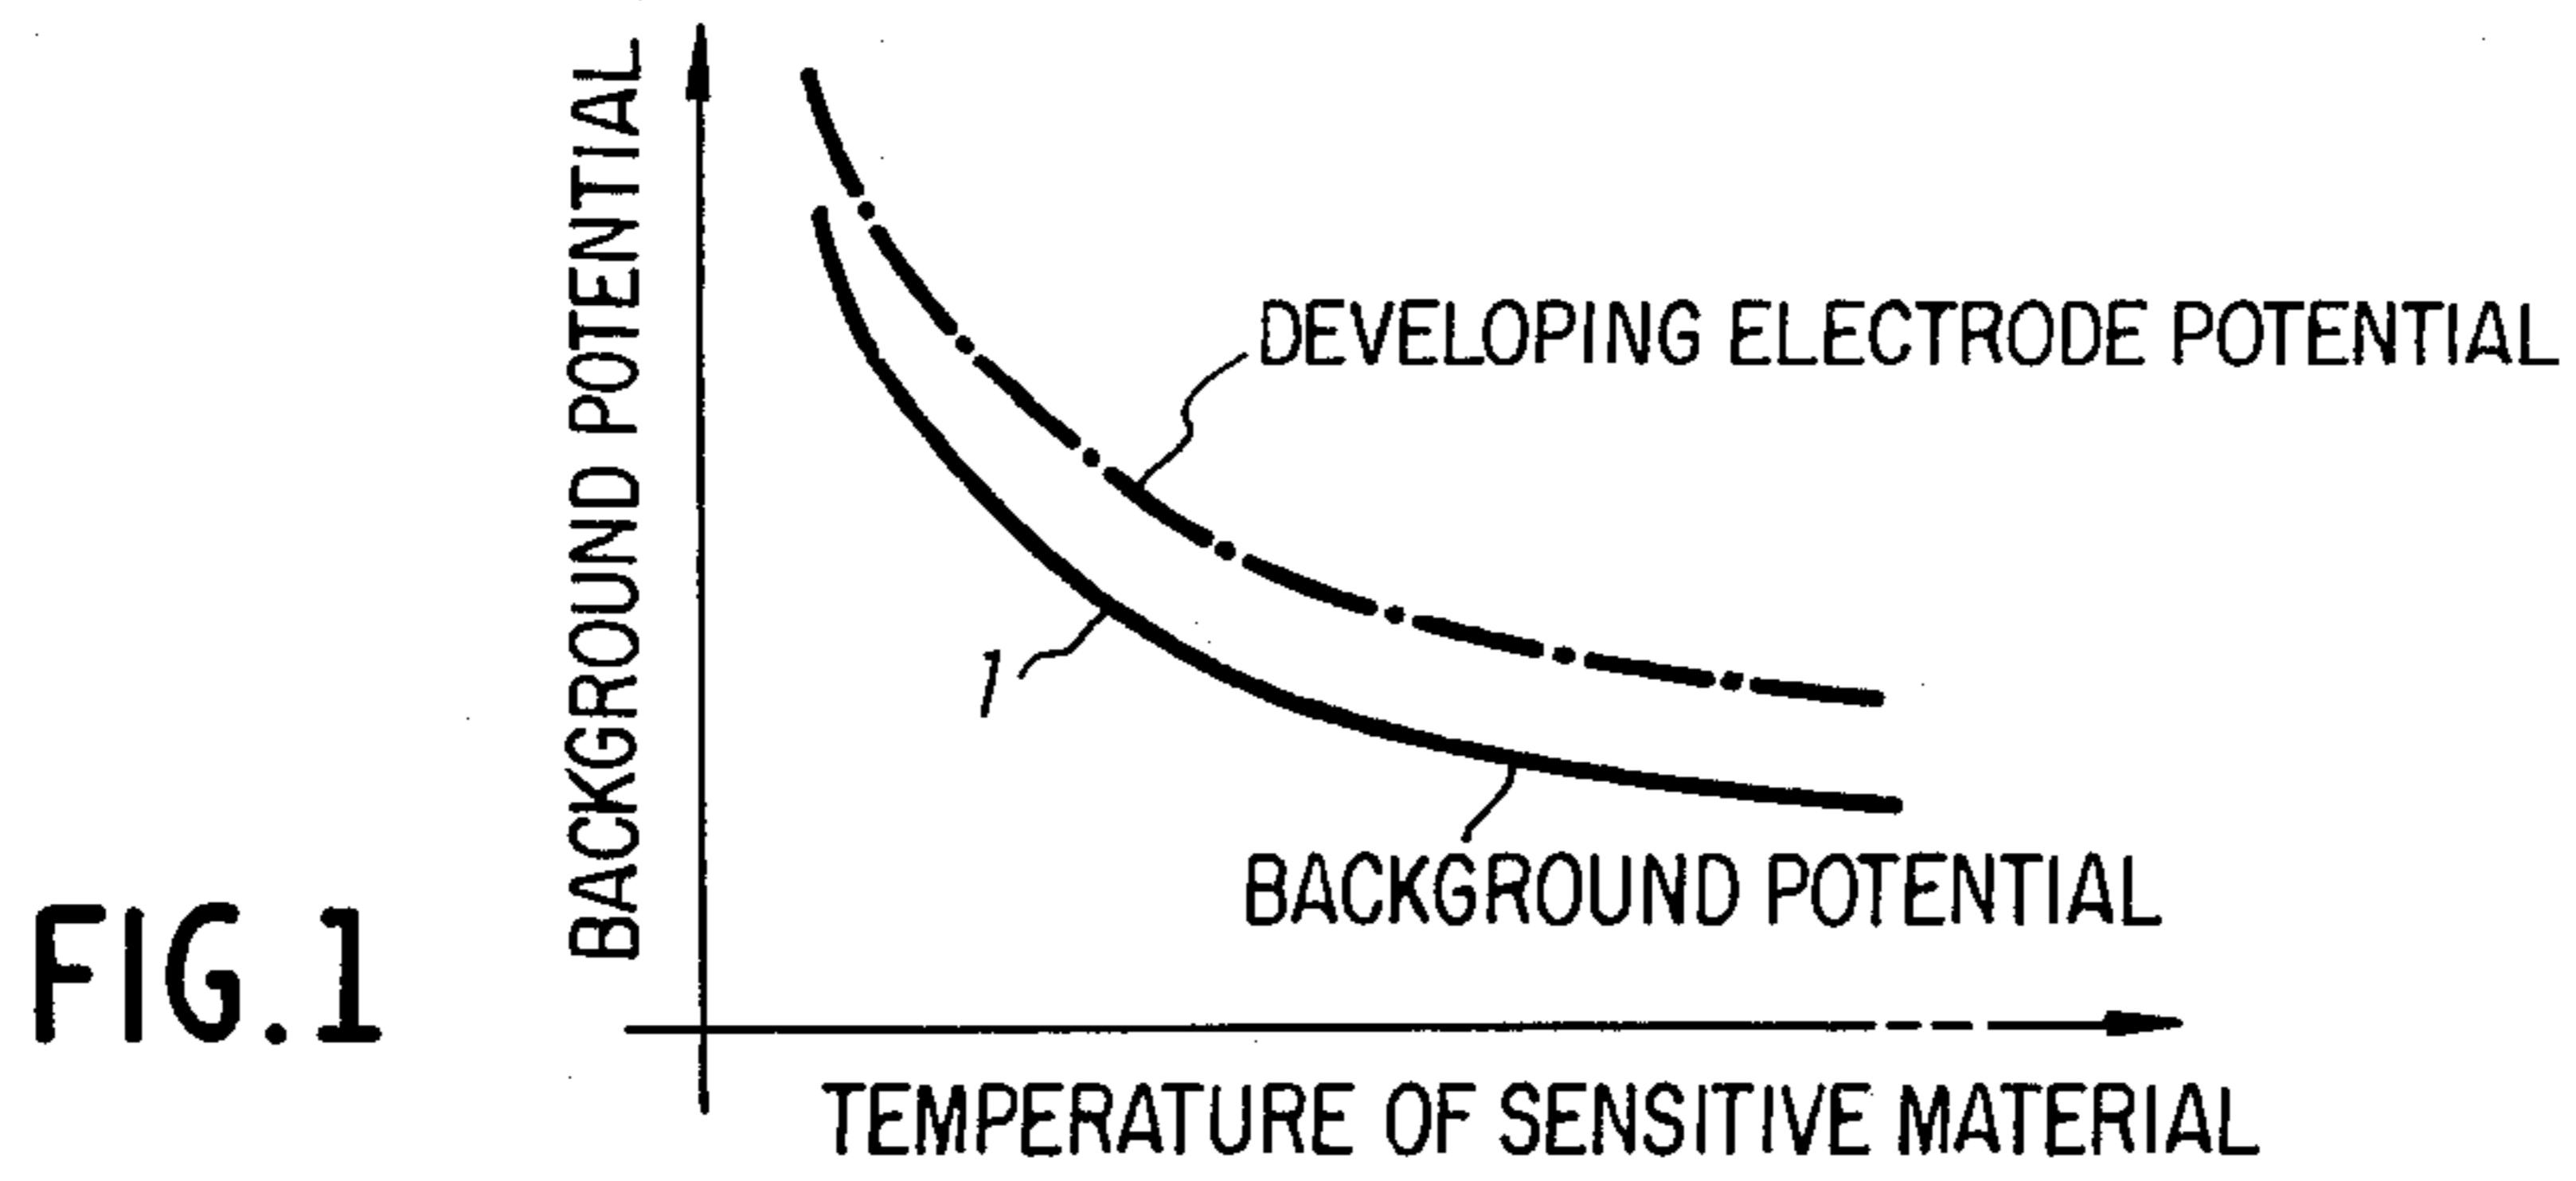 BACKGROUND POTENTIAL
DEVELOPING ELECTRODE POTENTIAL
1
BACKGROUND POTENTIAL
FIG.1
TEMPERATURE OF SENSITIVE MATERIAL